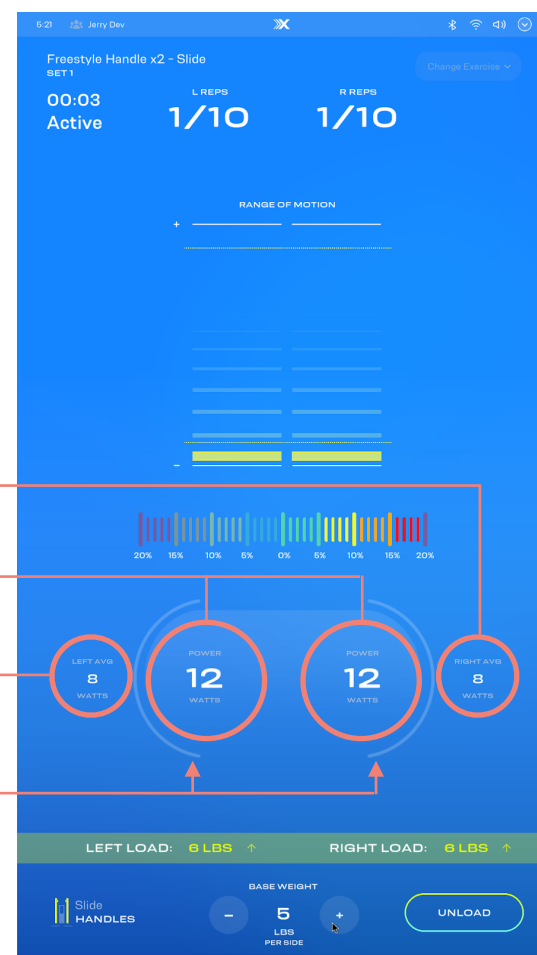 5:21 Jerry Dev
Freestyle Handle x2 - Slide
SET 1
Change Exercise
00:03
Active
L REPS
1/10
R REPS
1/10
RANGE OF MOTION
+
–
20% 15% 10% 5% 0% 5% 10% 15% 20%
LEFT AVG
8
WATTS
POWER
12
WATTS
POWER
12
WATTS
RIGHT AVG
8
WATTS
LEFT LOAD: 6 LBS ↑ RIGHT LOAD: 6 LBS ↑
Slide
HANDLES
BASE WEIGHT
– 5 +
LBS
PER SIDE
UNLOAD